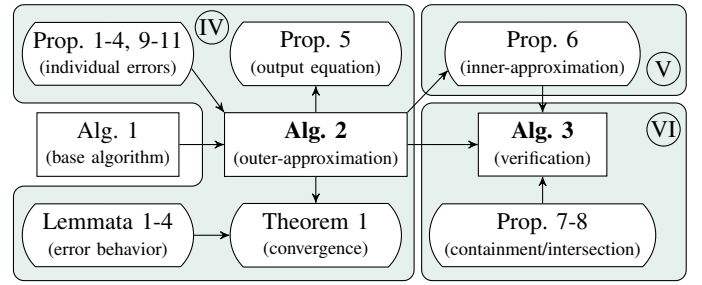 Prop. 1-4, 9-11
(individual errors)
IV
Prop. 5
(output equation)
Prop. 6
(inner-approximation)
V
Alg. 1
(base algorithm)
Alg. 2
(outer-approximation)
Alg. 3
(verification)
VI
Lemmata 1-4
(error behavior)
Theorem 1
(convergence)
Prop. 7-8
(containment/intersection)